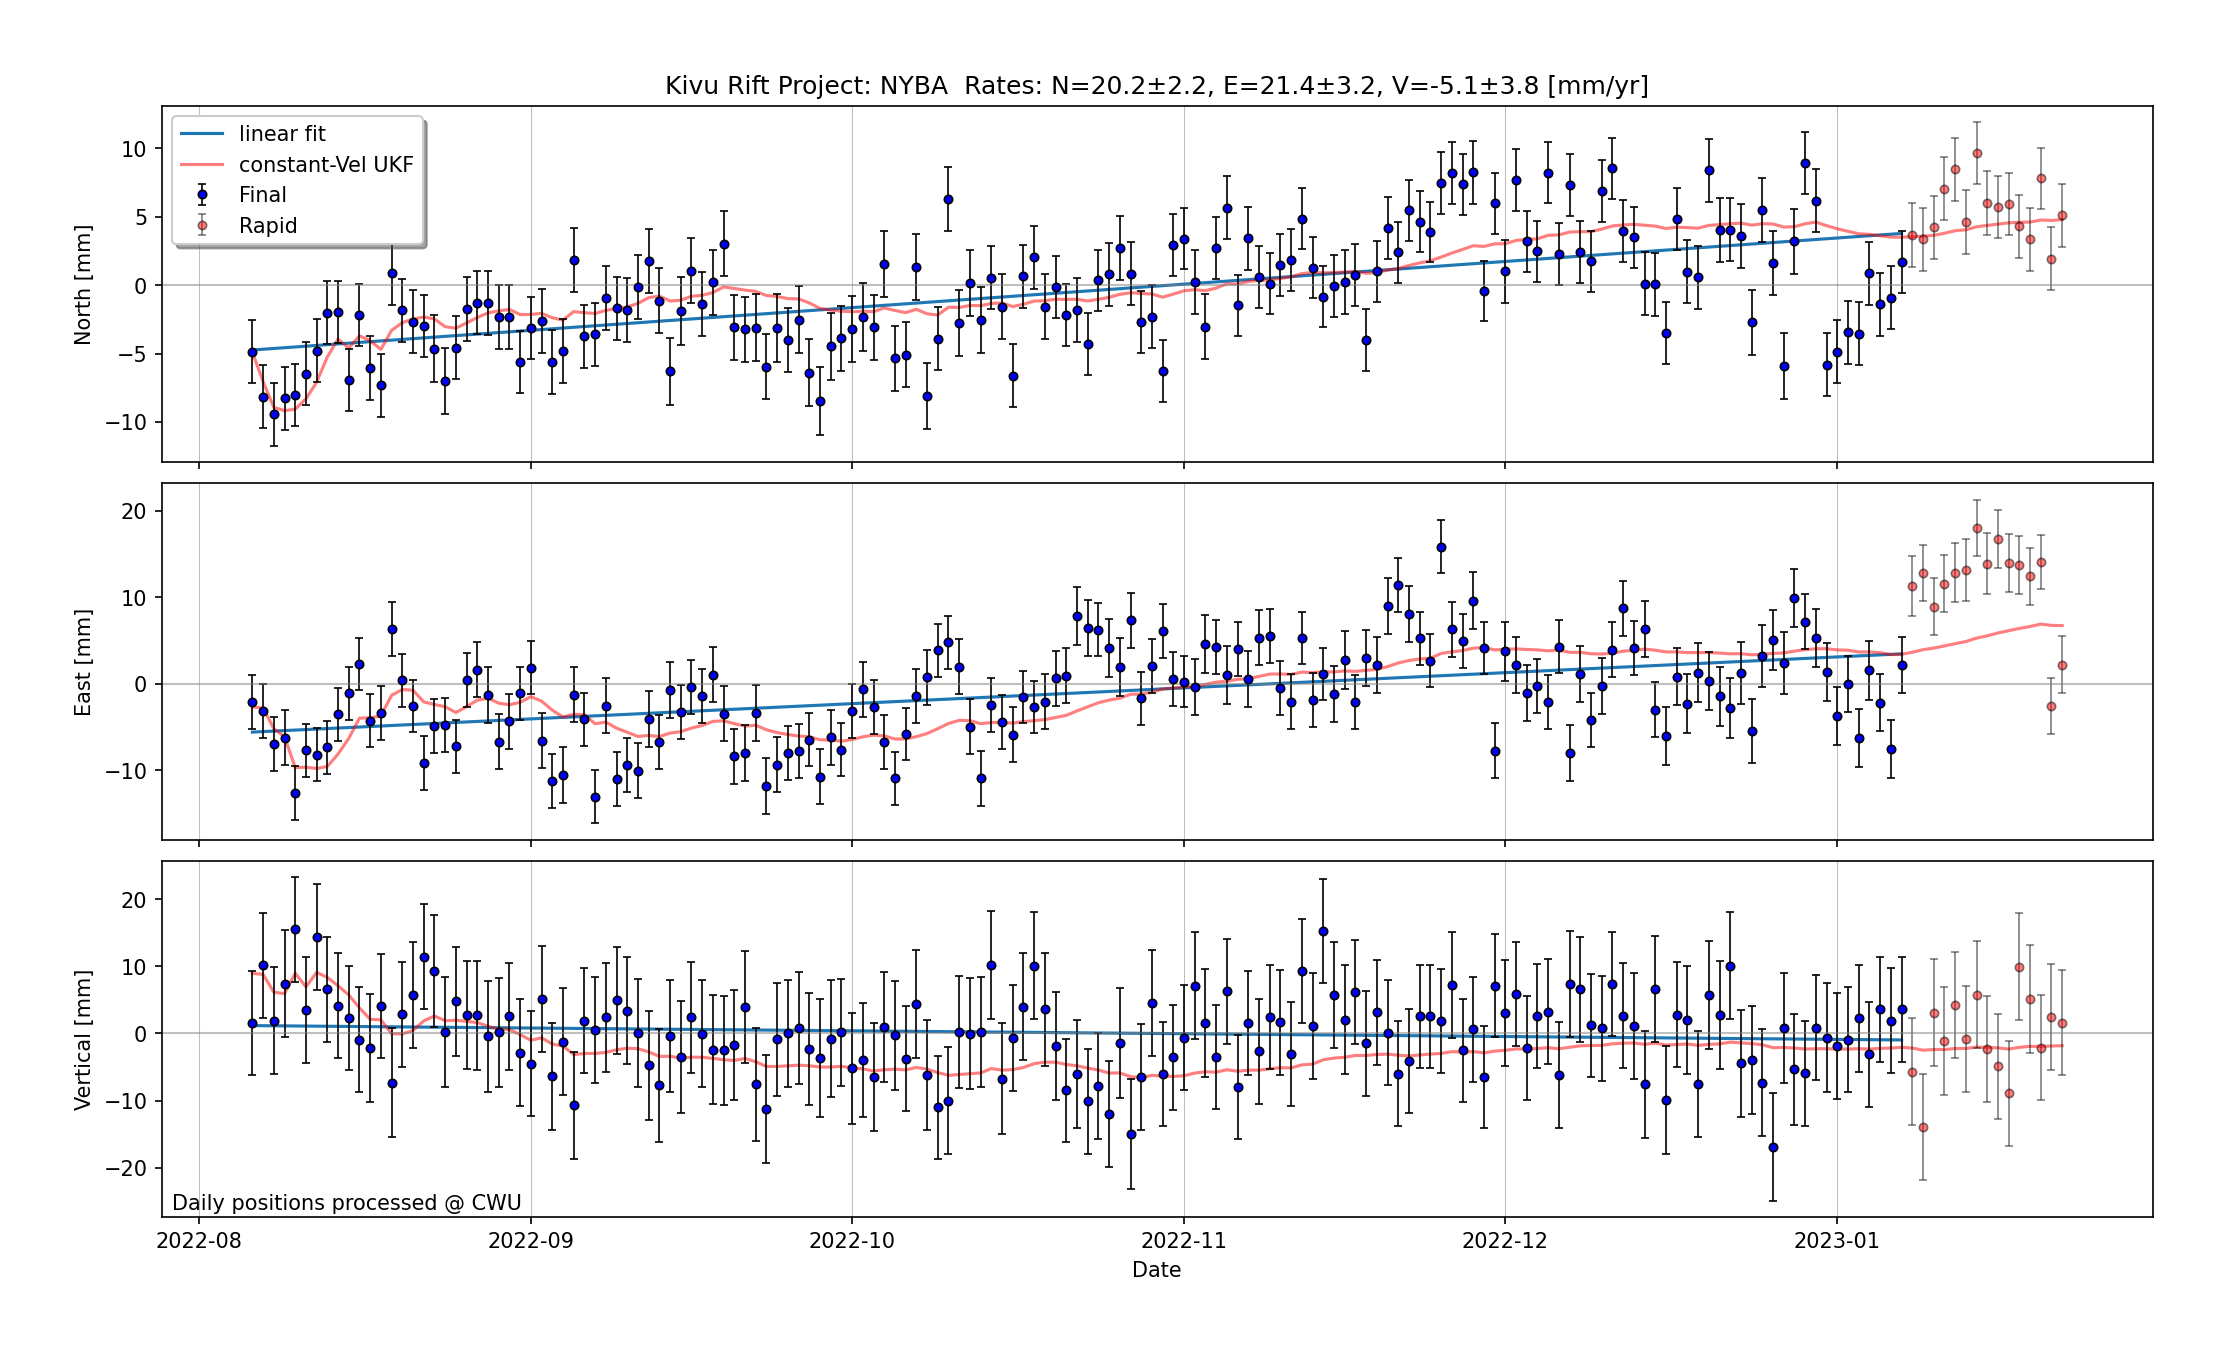 Kivu Rift Project: NYBA  Rates: N=20.2±2.2, E=21.4±3.2, V=-5.1±3.8 [mm/yr]
linear fit
constant-Vel UKF
Final
Rapid
10
5
0
−5
−10
North [mm]
20
10
0
−10
East [mm]
20
10
0
−10
−20
Vertical [mm]
Daily positions processed @ CWU
2022-08 2022-09 2022-10 2022-11 2022-12 2023-01
Date